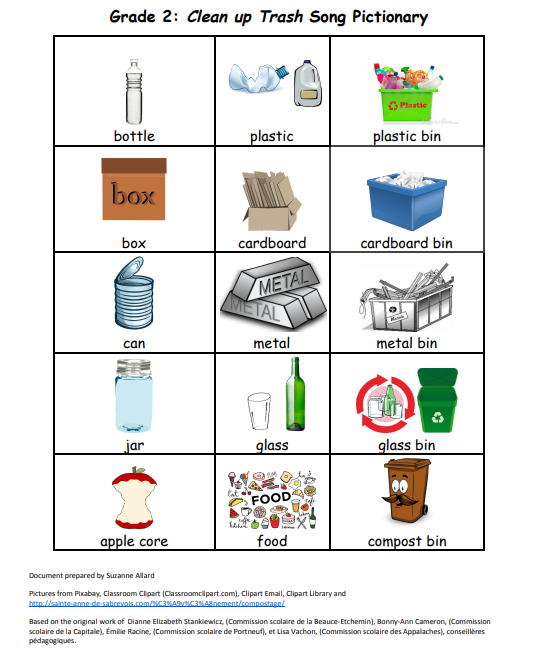 Grade 2: Clean up Trash Song Pictionary
bottle
plastic
Plastic
plastic bin
box
box
cardboard
cardboard bin
can
METAL
METAL
metal
metal bin
jar
glass
glass bin
apple core
FOOD
food
compost bin
Document prepared by Suzanne Allard
Pictures from Pixabay, Classroom Clipart (Classroomclipart.com), Clipart Email, Clipart Library and
http://sainte-anne-de-sabrevois.com/%C3%A9v%C3%A8nement/compostage/
Based on the original work of Dianne Elizabeth Stankiewicz, (Commission scolaire de la Beauce-Etchemin), Bonny-Ann Cameron, (Commission
scolaire de la Capitale), Émilie Racine, (Commission scolaire de Portneuf), et Lisa Vachon, (Commission scolaire des Appalaches), conseillères
pédagogiques.